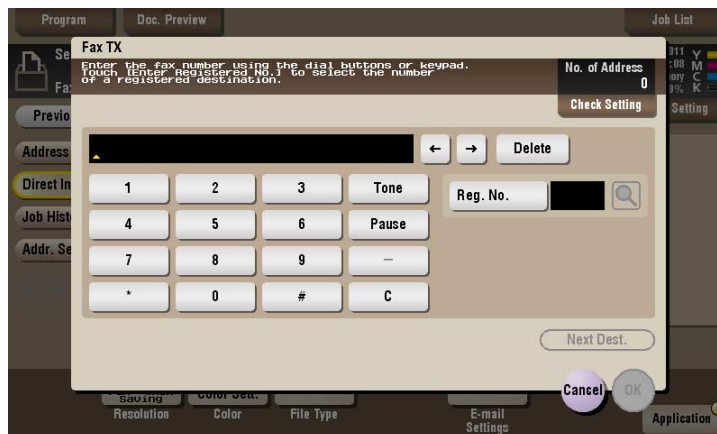 Program
Doc. Preview
Job List
Se
Fa
Fax TX
Enter the fax number using the dial buttons or keypad.
Touch [Enter Registered No.] to select the number
of a registered destination.
No. of Address
0
Check Setting
Y
M
C
K
Setting
Previo
Address
Direct In
Job Hist
Addr. Se
← → Delete
1 2 3 Tone
4 5 6 Pause
7 8 9 —
* 0 # C
Reg. No.
Next Dest.
Cancel
OK
saving
Color Sett.
Resolution
Color
File Type
E-mail
Settings
Application